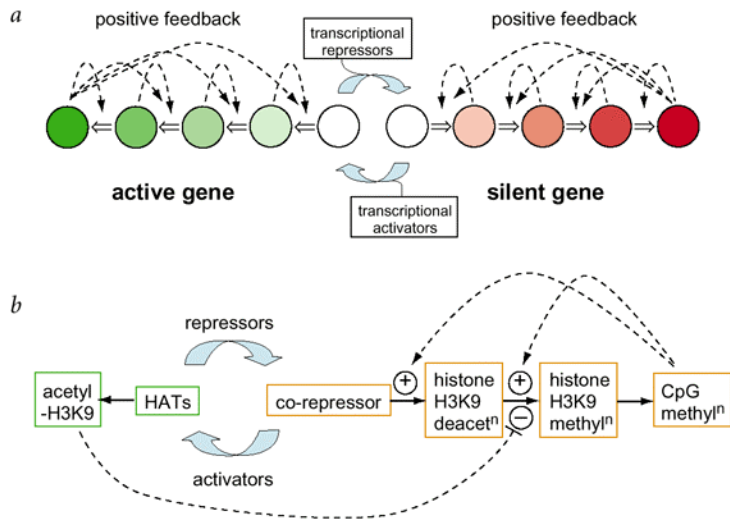 a
positive feedback
transcriptional
repressors
positive feedback
active gene
silent gene
transcriptional
activators
b
repressors
acetyl
-H3K9
HATs
co-repressor
+
histone
H3K9
deacetⁿ
+
−
histone
H3K9
methylⁿ
CpG
methylⁿ
activators